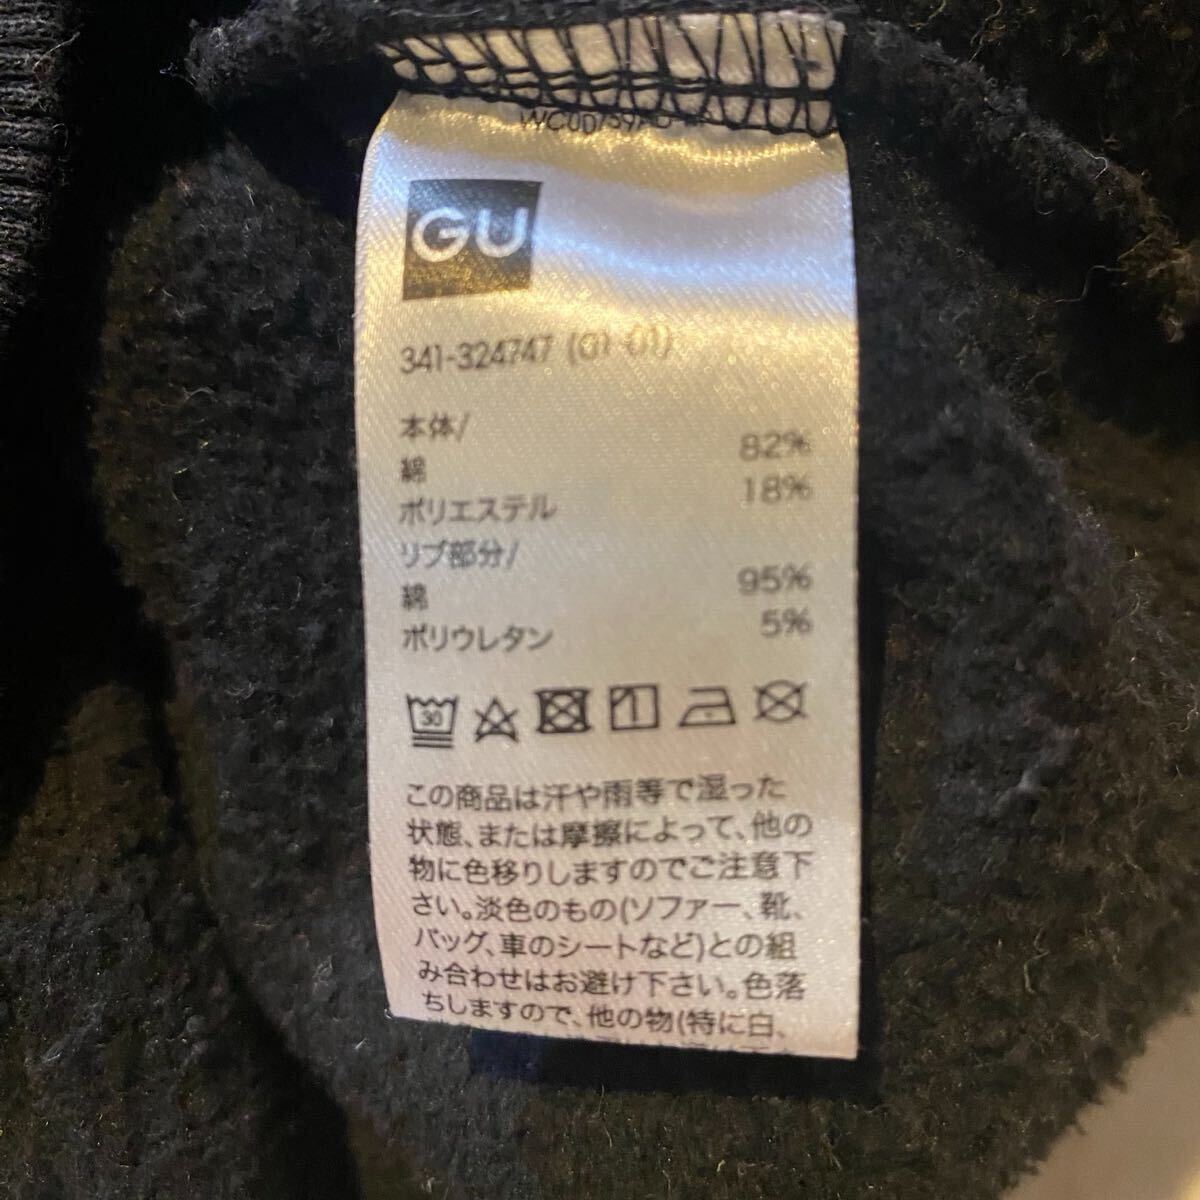 GU
341-324747 (01-01)
本体/
綿 82%
ポリエステル 18%
リブ部分/
綿 95%
ポリウレタン 5%
30
この商品は汗や雨等で湿った
状態、または摩擦によって、他の
物に色移りしますのでご注意下
さい。淡色のもの(ソファー、靴、
バッグ、車のシートなど)との組
み合わせはお避け下さい。色落
ちしますので、他の物(特に白、